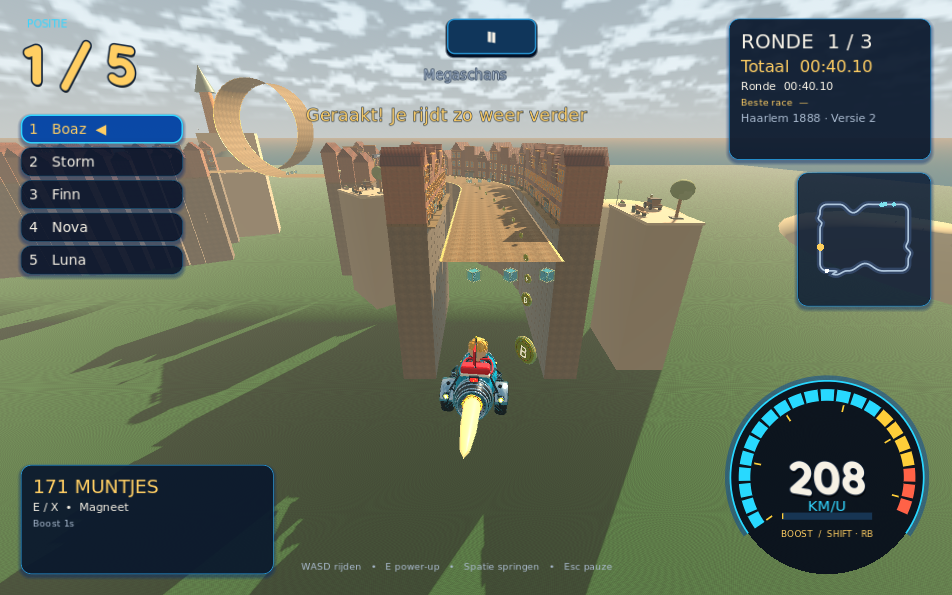 POSITIE
1/5
1 Boaz ◀
2 Storm
3 Finn
4 Nova
5 Luna
Megaschans
Geraakt! Je rijdt zo weer verder
RONDE 1 / 3
Totaal 00:40.10
Ronde 00:40.10
Beste race —
Haarlem 1888 · Versie 2
B
B
171 MUNTJES
E / X • Magneet
Boost 1s
208
KM/U
BOOST / SHIFT · RB
WASD rijden • E power-up • Spatie springen • Esc pauze